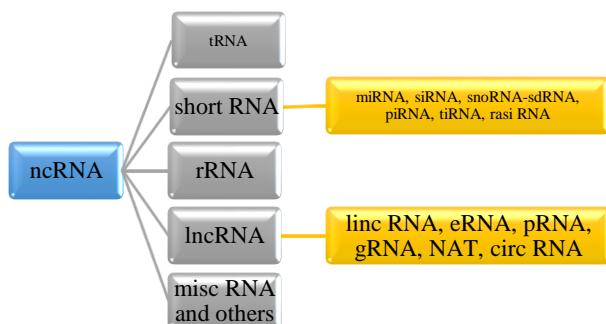 tRNA
short RNA
miRNA, siRNA, snoRNA-sdRNA,
piRNA, tiRNA, rasi RNA
ncRNA
rRNA
lncRNA
linc RNA, eRNA, pRNA,
gRNA, NAT, circ RNA
misc RNA
and others